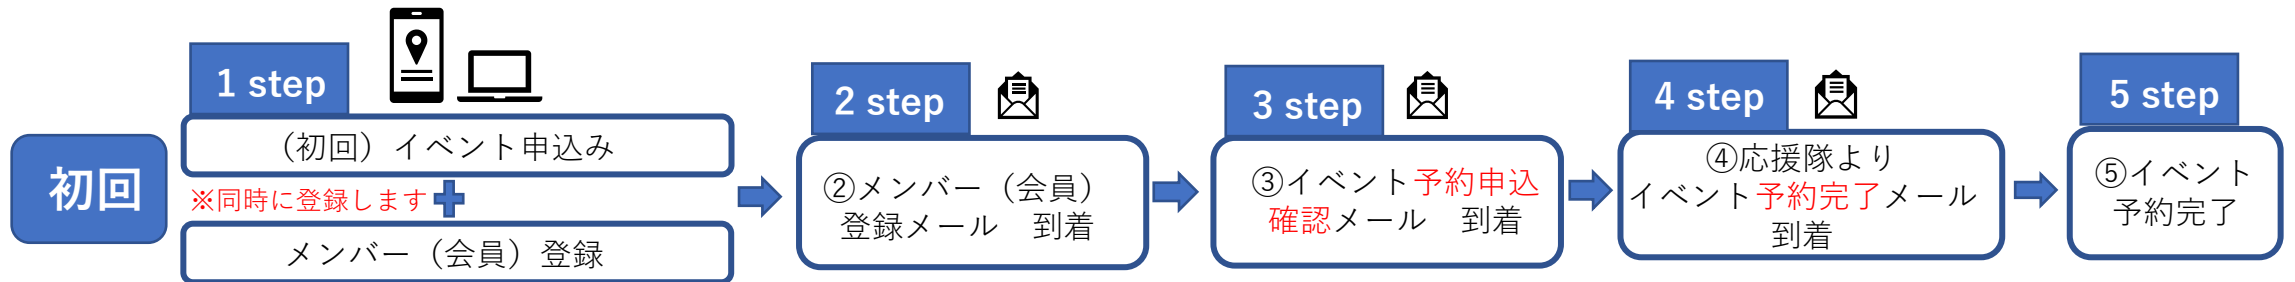 初回
1 step
（初回）イベント申込み
※同時に登録します
メンバー（会員）登録
2 step
②メンバー（会員）
登録メール　到着
3 step
③イベント予約申込
確認メール　到着
4 step
④応援隊より
イベント予約完了メール
到着
5 step
⑤イベント
予約完了